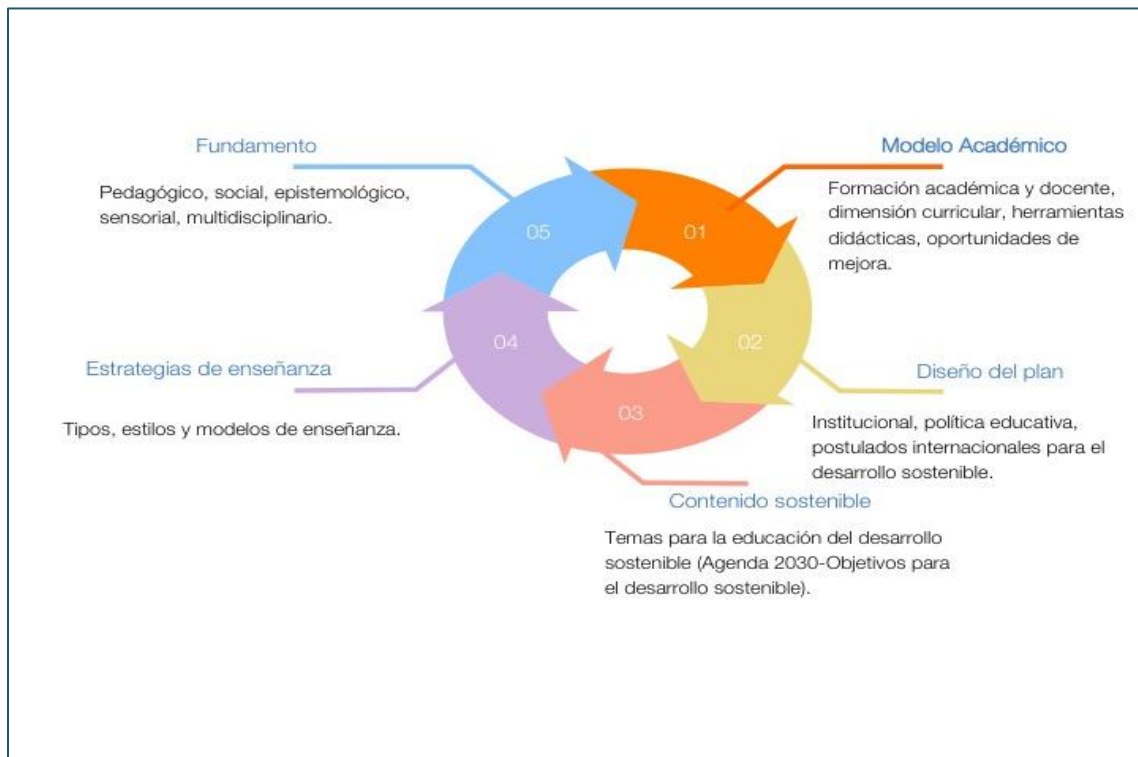 Fundamento
Pedagógico, social, epistemológico,
sensorial, multidisciplinario.
Modelo Académico
Formación académica y docente,
dimensión curricular, herramientas
didácticas, oportunidades de
mejora.
05
01
04
02
03
Estrategias de enseñanza
Tipos, estilos y modelos de enseñanza.
Diseño del plan
Institucional, política educativa,
postulados internacionales para el
desarrollo sostenible.
Contenido sostenible
Temas para la educación del desarrollo
sostenible (Agenda 2030-Objetivos para
el desarrollo sostenible).